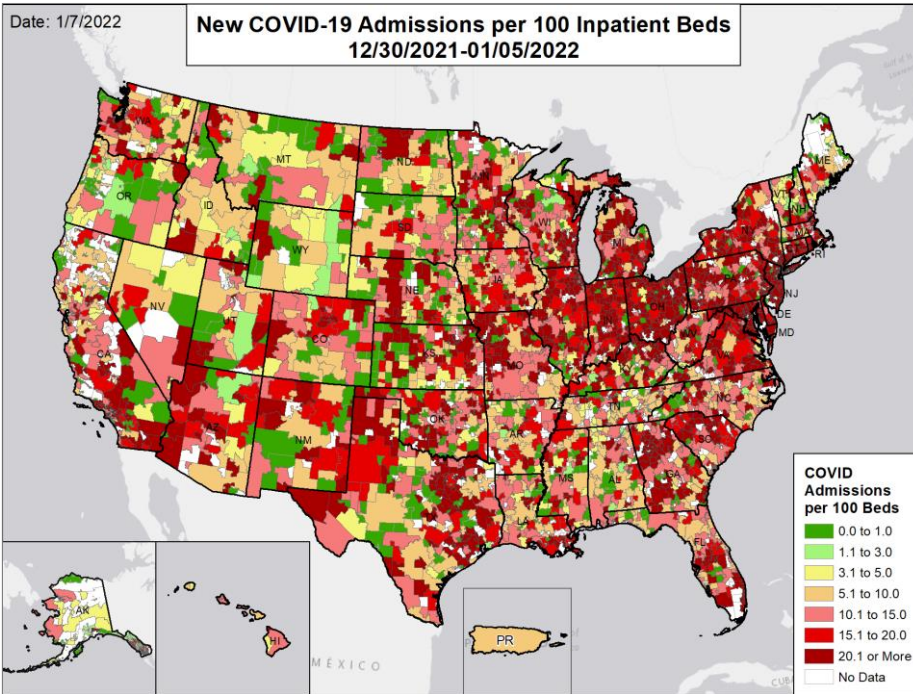 Date: 1/7/2022
New COVID-19 Admissions per 100 Inpatient Beds
12/30/2021-01/05/2022
WA
MT
ND
MN
ME
OR
ID
SD
WI
VT
NH
WY
MI
NY
MA
RI
NV
NE
IA
NJ
UT
CO
OH
DE
MD
CA
KS
MO
KY
VA
AZ
NM
OK
AR
TN
NC
SC
MS
AL
GA
LA
FL
AK
HI
PR
MÉXICO
COVID
Admissions
per 100 Beds
0.0 to 1.0
1.1 to 3.0
3.1 to 5.0
5.1 to 10.0
10.1 to 15.0
15.1 to 20.0
20.1 or More
No Data